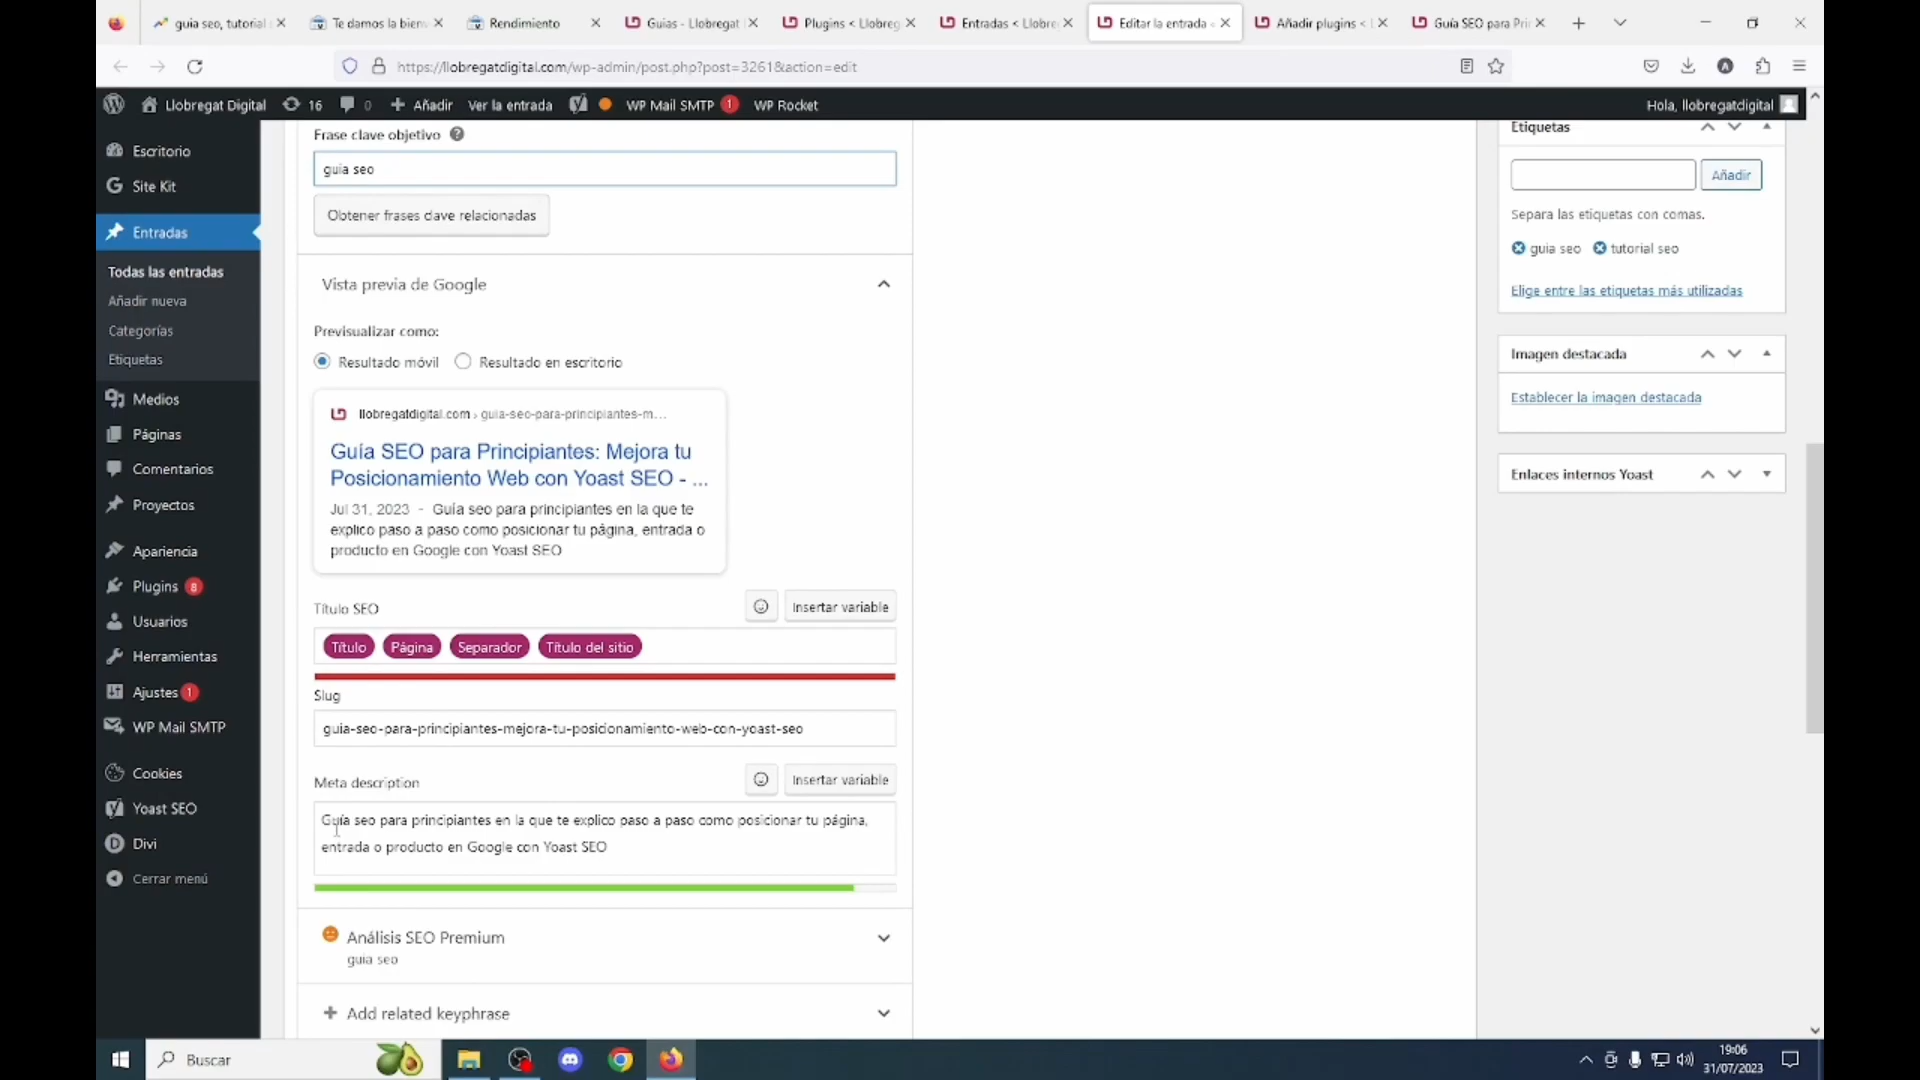 guia seo, tutorial
Te damos la bien
Rendimiento
Guias - Llobregat
Plugins < Llobreg
Entradas < Llobre
Editar la entrada
Añadir plugins <
Guía SEO para Prin
https://llobregatdigital.com/wp-admin/post.php?post=3261&action=edit
Llobregat Digital
16
0
Añadir
Ver la entrada
WP Mail SMTP 1
WP Rocket
Hola, llobregatdigital
Escritorio
Site Kit
Entradas
Todas las entradas
Añadir nueva
Categorías
Etiquetas
Medios
Páginas
Comentarios
Proyectos
Apariencia
Plugins 8
Usuarios
Herramientas
Ajustes 1
WP Mail SMTP
Cookies
Yoast SEO
Divi
Cerrar menú
Frase clave objetivo
guia seo
Obtener frases clave relacionadas
Vista previa de Google
Previsualizar como:
Resultado móvil
Resultado en escritorio
llobregatdigital.com › guia-seo-para-principiantes-m...
Guía SEO para Principiantes: Mejora tu
Posicionamiento Web con Yoast SEO - ...
Jul 31, 2023 - Guía seo para principiantes en la que te
explico paso a paso como posicionar tu página, entrada o
producto en Google con Yoast SEO
Título SEO
Insertar variable
Título Página Separador Título del sitio
Slug
guia-seo-para-principiantes-mejora-tu-posicionamiento-web-con-yoast-seo
Meta description
Insertar variable
Guía seo para principiantes en la que te explico paso a paso como posicionar tu página,
entrada o producto en Google con Yoast SEO
Análisis SEO Premium
guia seo
Add related keyphrase
Etiquetas
Añadir
Separa las etiquetas con comas.
guia seo
tutorial seo
Elige entre las etiquetas más utilizadas
Imagen destacada
Establecer la imagen destacada
Enlaces internos Yoast
Buscar
19:06
31/07/2023